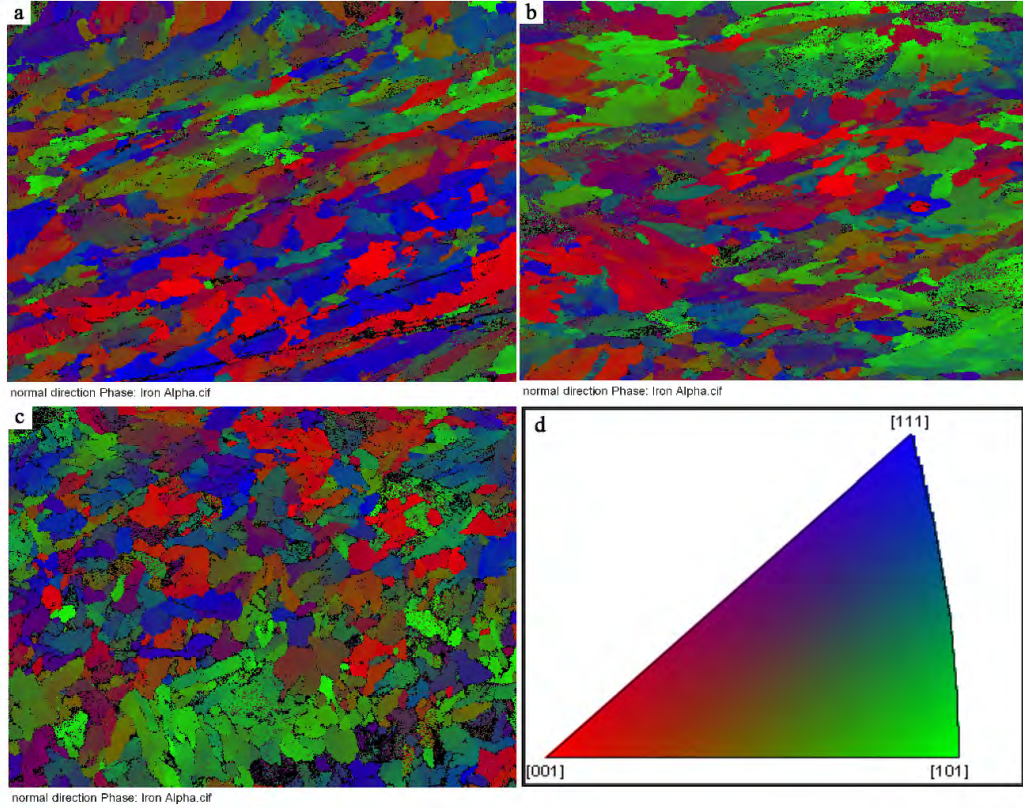 a
b
normal direction Phase: Iron Alpha.cif
normal direction Phase: Iron Alpha.cif
c
d
[111]
[001]
[101]
normal direction Phase: Iron Alpha.cif